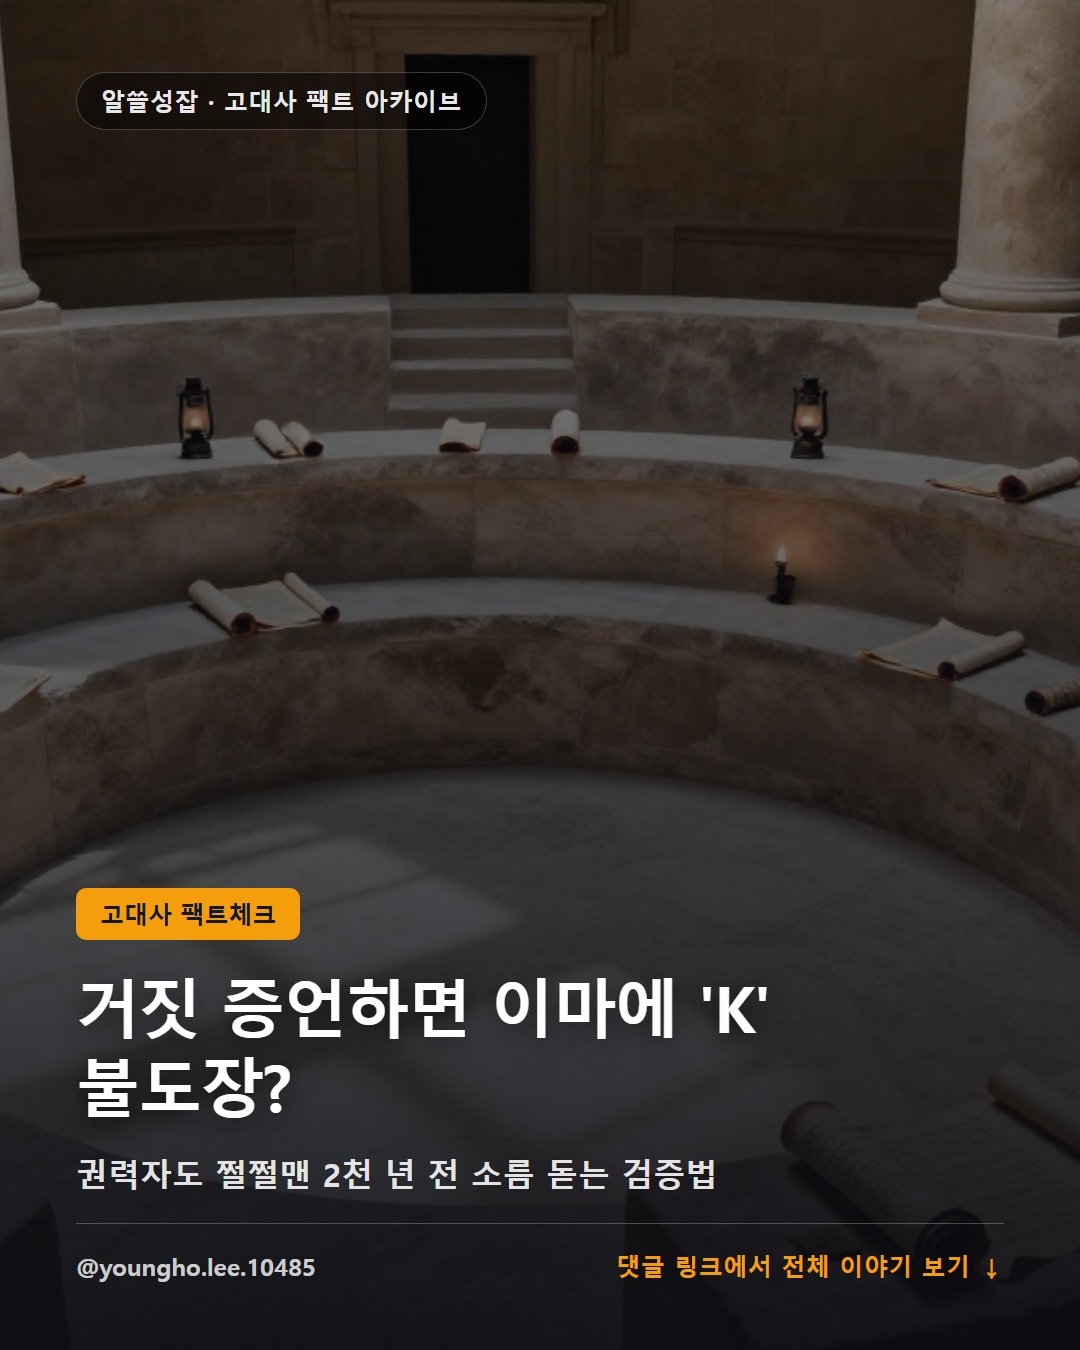 알쓸성잡 · 고대사 팩트 아카이브
고대사 팩트체크
거짓 증언하면 이마에 'K'
불도장?
권력자도 쩔쩔맨 2천 년 전 소름 돋는 검증법
@youngho.lee.10485
댓글 링크에서 전체 이야기 보기 ↓